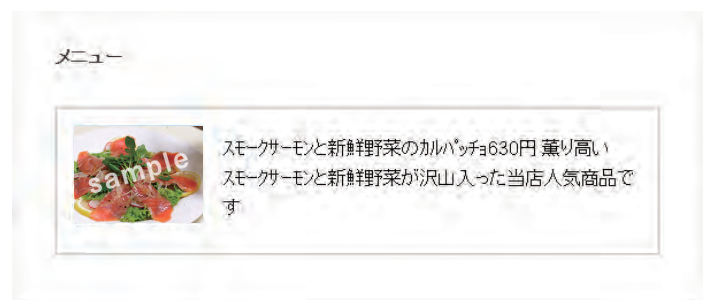 メニュー
sample
スモークサーモンと新鮮野菜のカルパッチョ630円 薫り高い
スモークサーモンと新鮮野菜が沢山入った当店人気商品で
す